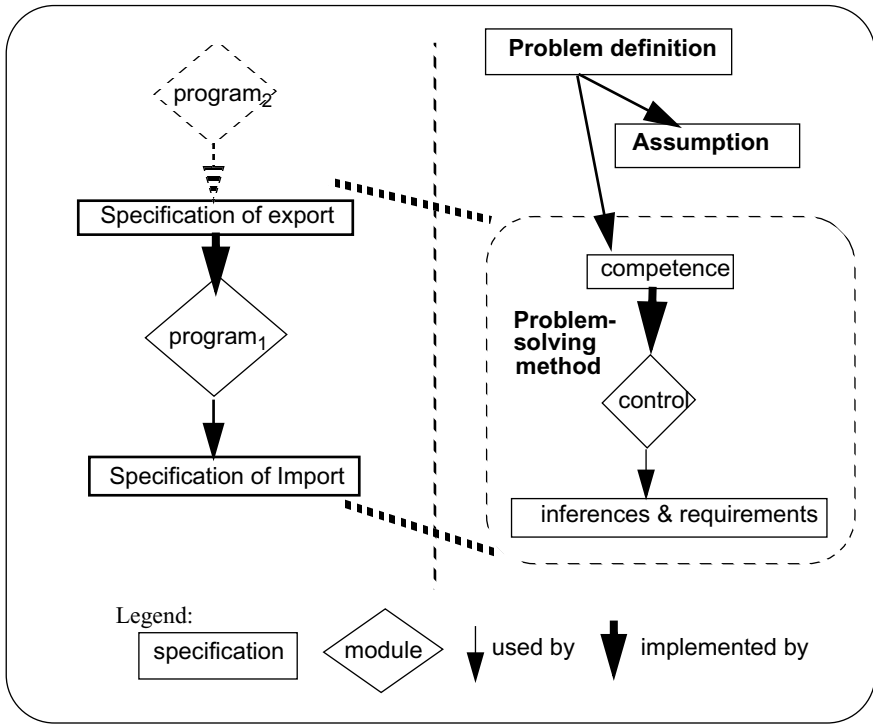 program₂
Specification of export
program₁
Specification of Import
Problem definition
Assumption
competence
Problem-
solving
method
control
inferences & requirements
Legend:
specification
module
used by
implemented by